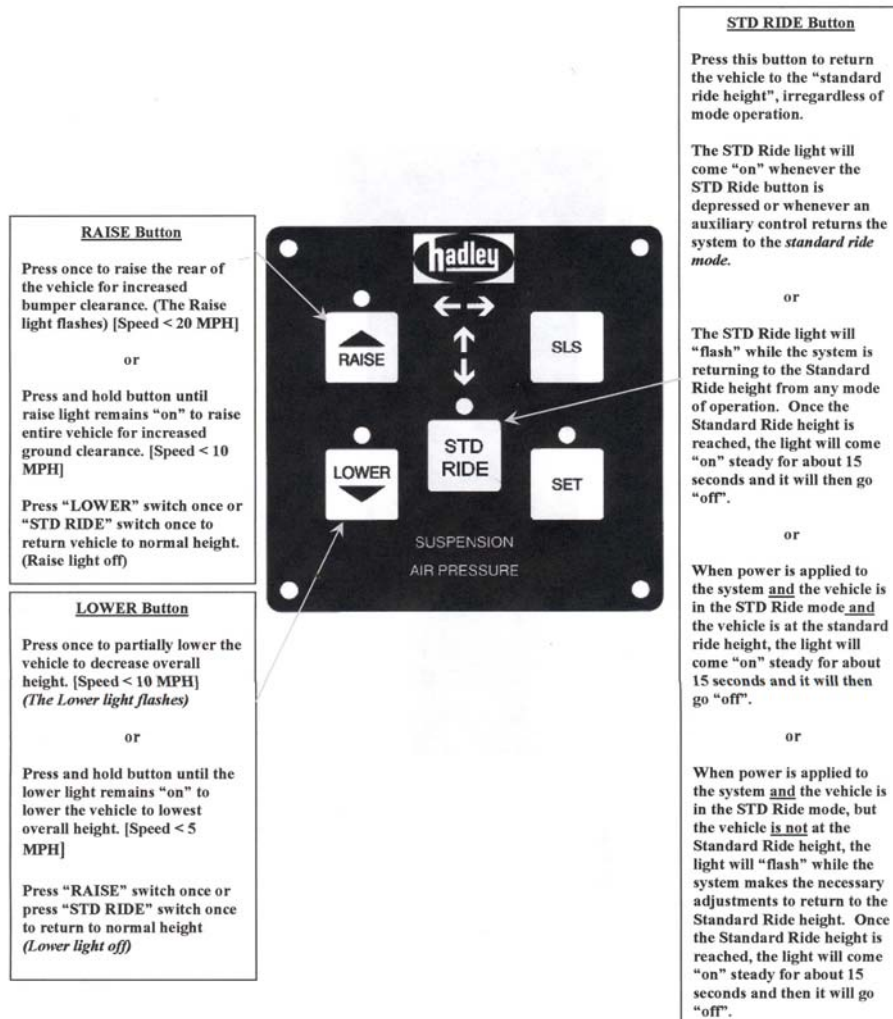 RAISE Button
Press once to raise the rear of
the vehicle for increased
bumper clearance. (The Raise
light flashes) [Speed < 20 MPH]
or
Press and hold button until
raise light remains “on” to raise
entire vehicle for increased
ground clearance. [Speed < 10
MPH]
Press “LOWER” switch once or
“STD RIDE” switch once to
return vehicle to normal height.
(Raise light off)
LOWER Button
Press once to partially lower the
vehicle to decrease overall
height. [Speed < 10 MPH]
(The Lower light flashes)
or
Press and hold button until the
lower light remains “on” to
lower the vehicle to lowest
overall height. [Speed < 5
MPH]
Press “RAISE” switch once or
press “STD RIDE” switch once
to return to normal height
(Lower light off)
hadley
RAISE
SLS
LOWER
STD
RIDE
SET
SUSPENSION
AIR PRESSURE
STD RIDE Button
Press this button to return
the vehicle to the “standard
ride height”, irregardless of
mode operation.
The STD Ride light will
come “on” whenever the
STD Ride button is
depressed or whenever an
auxiliary control returns the
system to the standard ride
mode.
or
The STD Ride light will
“flash” while the system is
returning to the Standard
Ride height from any mode
of operation. Once the
Standard Ride height is
reached, the light will come
“on” steady for about 15
seconds and it will then go
“off”.
or
When power is applied to
the system and the vehicle is
in the STD Ride mode and
the vehicle is at the standard
ride height, the light will
come “on” steady for about
15 seconds and it will then
go “off”.
or
When power is applied to
the system and the vehicle is
in the STD Ride mode, but
the vehicle is not at the
Standard Ride height, the
light will “flash” while the
system makes the necessary
adjustments to return to the
Standard Ride height. Once
the Standard Ride height is
reached, the light will come
“on” steady for about 15
seconds and then it will go
“off”.